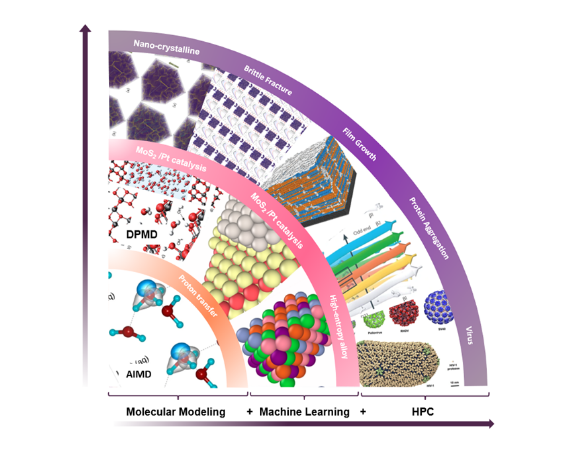 Nano-crystalline
Brittle Fracture
Film Growth
Protein Aggregation
Virus
MoS2 /Pt catalysis
MoS2 /Pt catalysis
High-entropy alloy
DPMD
Proton transfer
AIMD
Molecular Modeling + Machine Learning + HPC